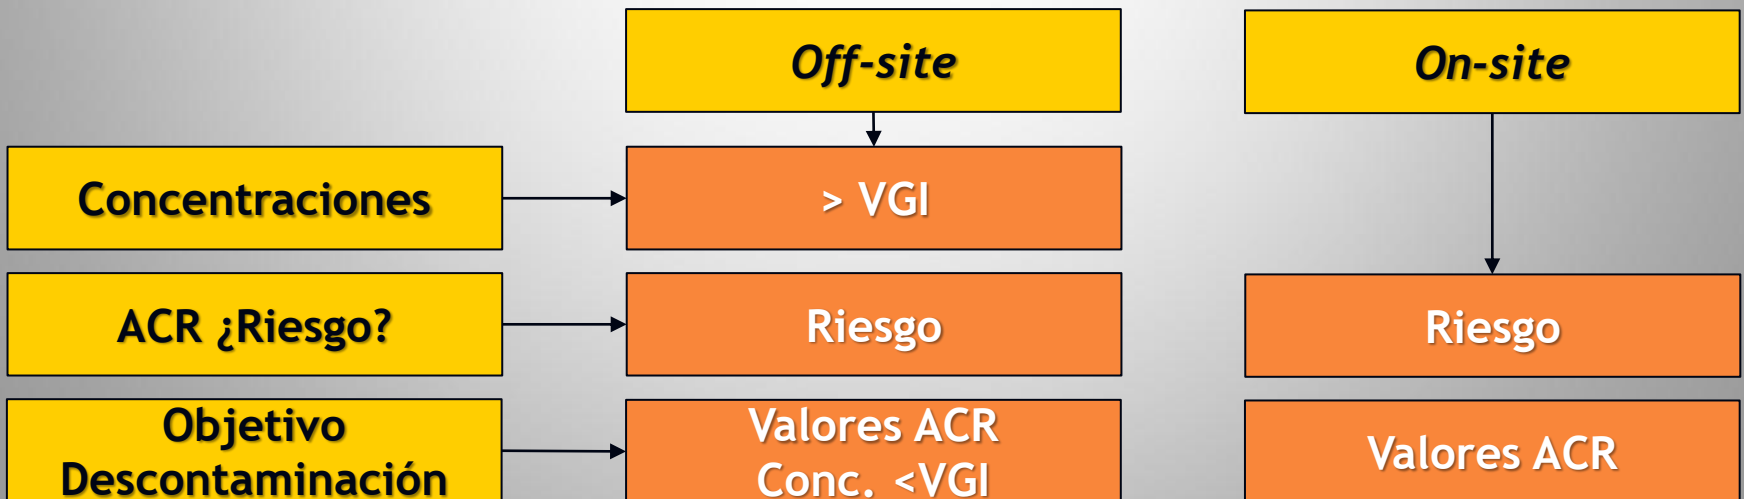 Off-site
On-site
Concentraciones
> VGI
ACR ¿Riesgo?
Riesgo
Riesgo
Objetivo
Descontaminación
Valores ACR
Conc. <VGI
Valores ACR